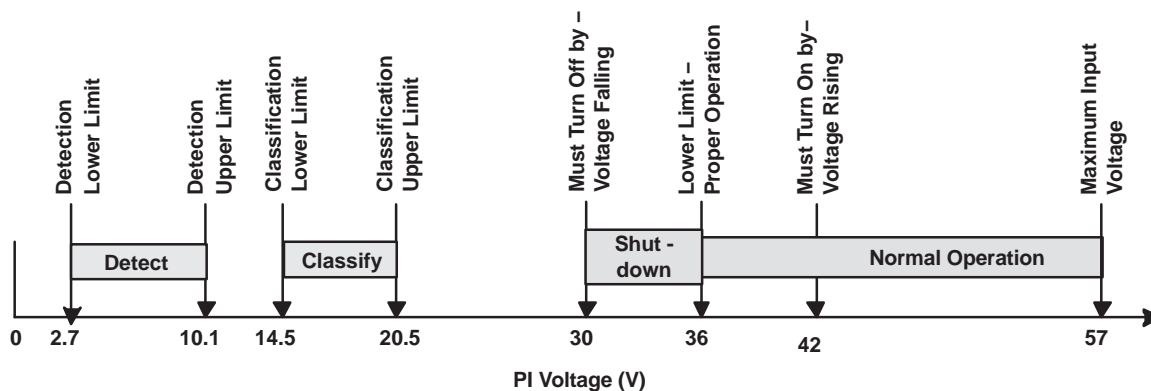 Detection
Lower Limit
Detection
Upper Limit
Classification
Lower Limit
Classification
Upper Limit
Must Turn Off by –
Voltage Falling
Lower Limit –
Proper Operation
Must Turn On by–
Voltage Rising
Maximum Input
Voltage
Detect
Classify
Shut -
down
Normal Operation
0
2.7
10.1
14.5
20.5
30
36
42
57
PI Voltage (V)